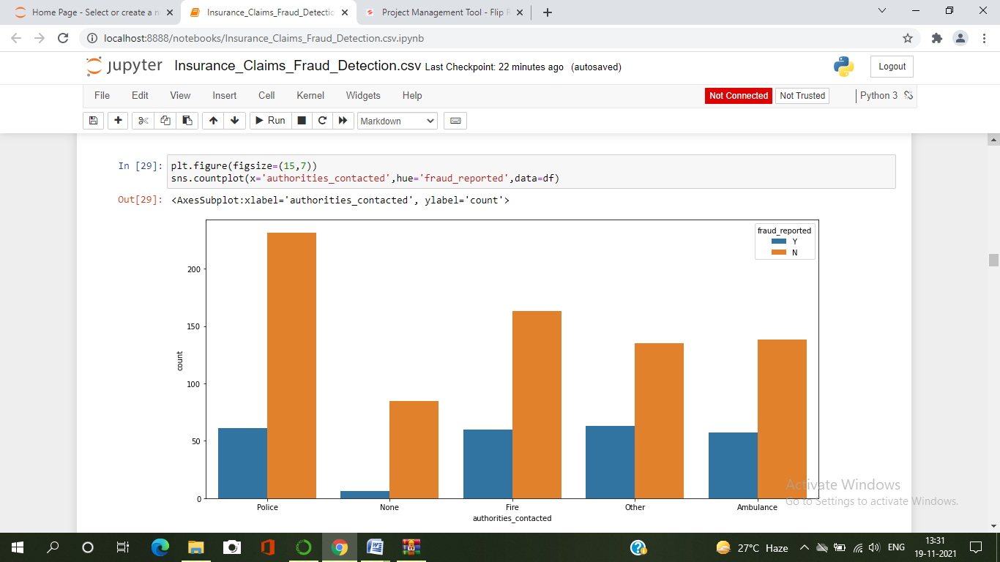 Home Page - Select or create a n
Insurance_Claims_Fraud_Detectio
Project Management Tool - Flip R
localhost:8888/notebooks/Insurance_Claims_Fraud_Detection.csv.ipynb
jupyter Insurance_Claims_Fraud_Detection.csv Last Checkpoint: 22 minutes ago (autosaved)
Logout
File Edit View Insert Cell Kernel Widgets Help
Not Connected Not Trusted Python 3
Run Markdown
In [29]: plt.figure(figsize=(15,7))
sns.countplot(x='authorities_contacted',hue='fraud_reported',data=df)
Out[29]: <AxesSubplot:xlabel='authorities_contacted', ylabel='count'>
fraud_reported
Y
N
200
150
count
100
50
0
Police None Fire Other Ambulance
authorities_contacted
Activate Windows
Go to Settings to activate Windows.
27°C Haze ENG 13:31
19-11-2021